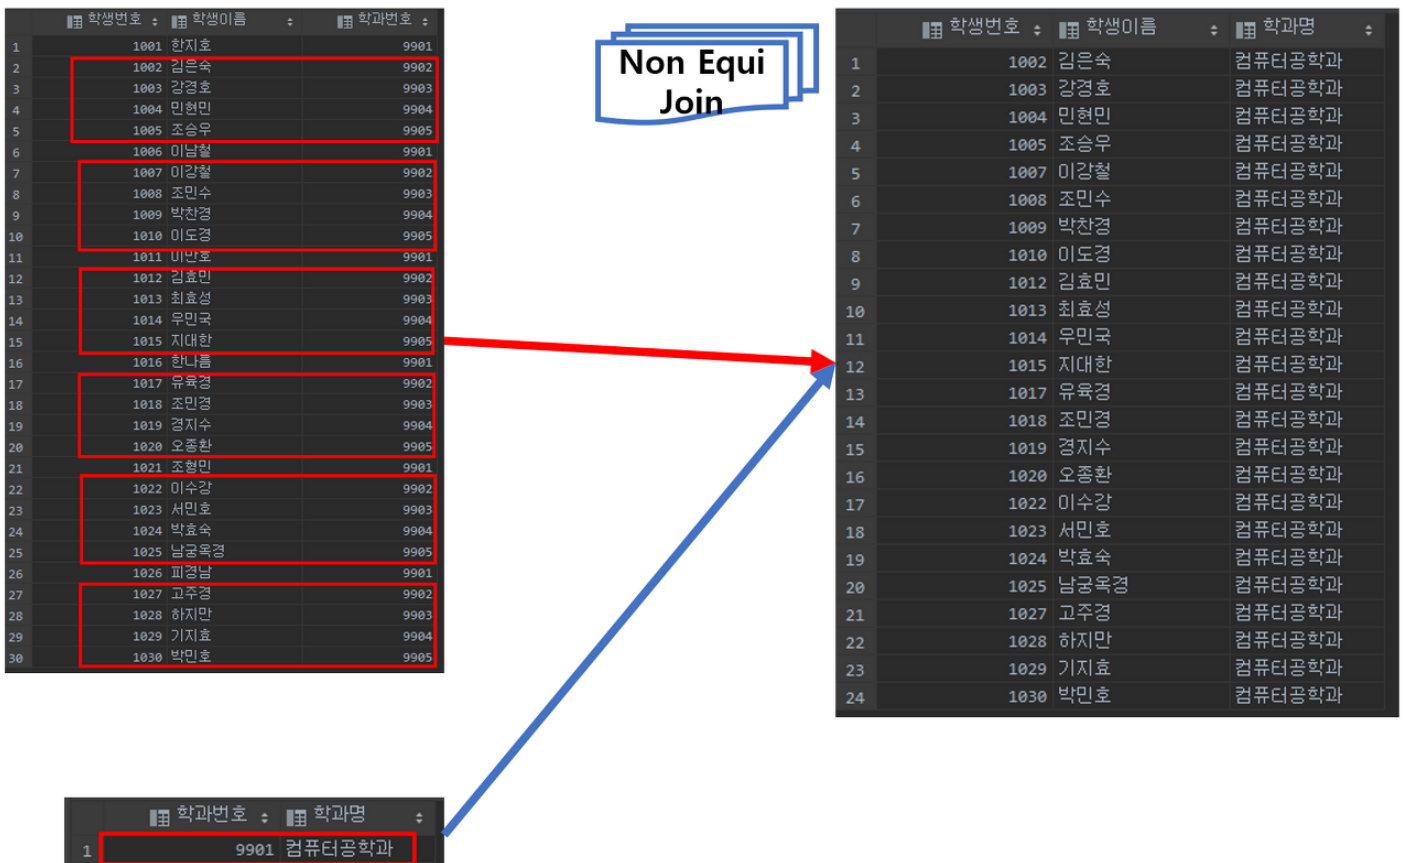 학생번호 학생이름 학과번호
1 1001 한지호 9901
2 1002 김은숙 9902
3 1003 강경호 9903
4 1004 민현민 9904
5 1005 조승우 9905
6 1006 이남철 9901
7 1007 이강철 9902
8 1008 조민수 9903
9 1009 박찬경 9904
10 1010 이도경 9905
11 1011 이만호 9901
12 1012 김효민 9902
13 1013 최효성 9903
14 1014 우민국 9904
15 1015 지대한 9905
16 1016 한나름 9901
17 1017 유육경 9902
18 1018 조민경 9903
19 1019 경지수 9904
20 1020 오종환 9905
21 1021 조형민 9901
22 1022 이수강 9902
23 1023 서민호 9903
24 1024 박효숙 9904
25 1025 남궁옥경 9905
26 1026 피경남 9901
27 1027 고주경 9902
28 1028 하지만 9903
29 1029 기지효 9904
30 1030 박민호 9905
Non Equi
Join
학생번호 학생이름 학과명
1 1002 김은숙 컴퓨터공학과
2 1003 강경호 컴퓨터공학과
3 1004 민현민 컴퓨터공학과
4 1005 조승우 컴퓨터공학과
5 1007 이강철 컴퓨터공학과
6 1008 조민수 컴퓨터공학과
7 1009 박찬경 컴퓨터공학과
8 1010 이도경 컴퓨터공학과
9 1012 김효민 컴퓨터공학과
10 1013 최효성 컴퓨터공학과
11 1014 우민국 컴퓨터공학과
12 1015 지대한 컴퓨터공학과
13 1017 유육경 컴퓨터공학과
14 1018 조민경 컴퓨터공학과
15 1019 경지수 컴퓨터공학과
16 1020 오종환 컴퓨터공학과
17 1022 이수강 컴퓨터공학과
18 1023 서민호 컴퓨터공학과
19 1024 박효숙 컴퓨터공학과
20 1025 남궁옥경 컴퓨터공학과
21 1027 고주경 컴퓨터공학과
22 1028 하지만 컴퓨터공학과
23 1029 기지효 컴퓨터공학과
24 1030 박민호 컴퓨터공학과
학과번호 학과명
1 9901 컴퓨터공학과